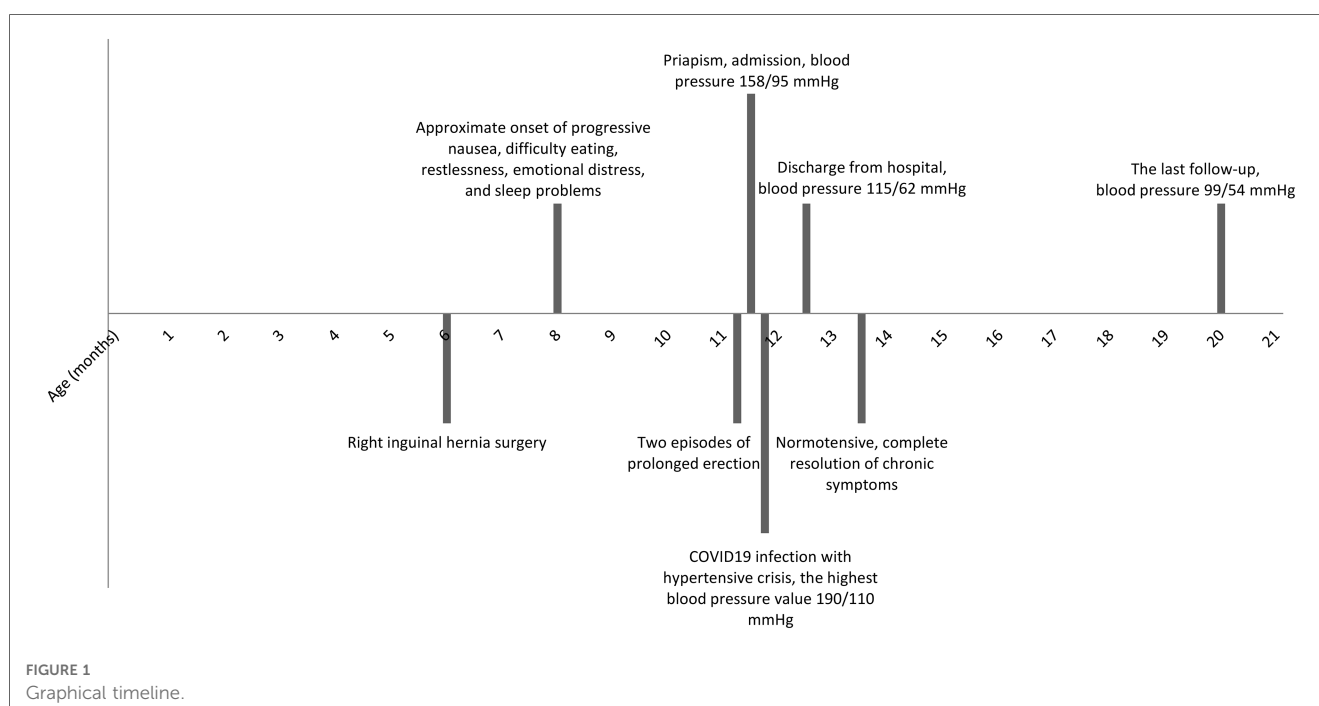 Priapism, admission, blood
pressure 158/95 mmHg
Approximate onset of progressive
nausea, difficulty eating,
restlessness, emotional distress,
and sleep problems
Discharge from hospital,
blood pressure 115/62 mmHg
The last follow-up,
blood pressure 99/54 mmHg
Age (months)
1
2
3
4
5
6
7
8
9
10
11
12
13
14
15
16
17
18
19
20
21
Right inguinal hernia surgery
Two episodes of
prolonged erection
Normotensive, complete
resolution of chronic
symptoms
COVID19 infection with
hypertensive crisis, the highest
blood pressure value 190/110
mmHg
FIGURE 1
Graphical timeline.